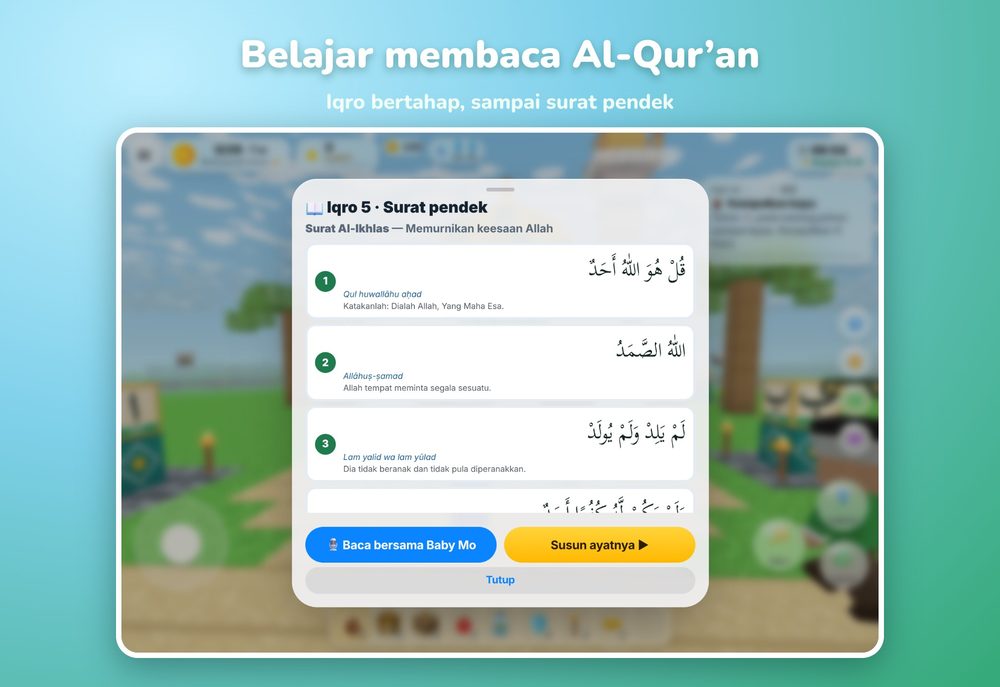 Belajar membaca Al-Qur’an
Iqro bertahap, sampai surat pendek
Iqro 5 · Surat pendek
Surat Al-Ikhlas — Memurnikan keesaan Allah
قُلْ هُوَ اللّٰهُ أَحَدٌ
1
Qul huwallāhu aḥad
Katakanlah: Dialah Allah, Yang Maha Esa.
اللّٰهُ الصَّمَدُ
2
Allāhuṣ-ṣamad
Allah tempat meminta segala sesuatu.
لَمْ يَلِدْ وَلَمْ يُولَدْ
3
Lam yalid wa lam yūlad
Dia tidak beranak dan tidak pula diperanakkan.
Baca bersama Baby Mo
Susun ayatnya ▶
Tutup